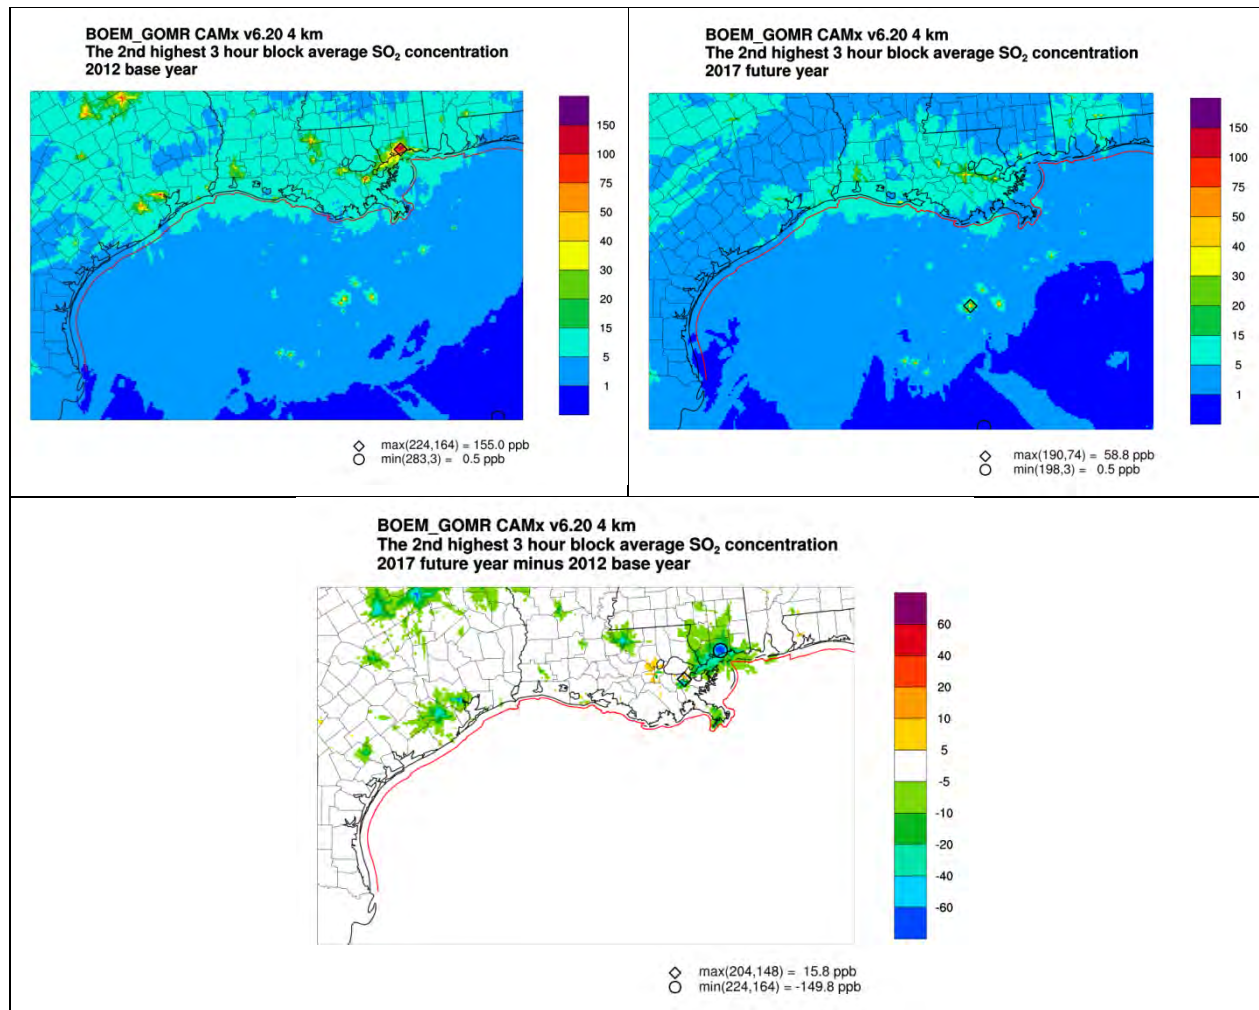 BOEM_GOMR CAMx v6.20 4 km
The 2nd highest 3 hour block average SO₂ concentration
2012 base year
150
100
75
50
40
30
20
15
5
1
max(224,164) = 155.0 ppb
min(283,3) = 0.5 ppb
BOEM_GOMR CAMx v6.20 4 km
The 2nd highest 3 hour block average SO₂ concentration
2017 future year
150
100
75
50
40
30
20
15
5
1
max(190,74) = 58.8 ppb
min(198,3) = 0.5 ppb
BOEM_GOMR CAMx v6.20 4 km
The 2nd highest 3 hour block average SO₂ concentration
2017 future year minus 2012 base year
60
40
20
10
5
-5
-10
-20
-40
-60
max(204,148) = 15.8 ppb
min(224,164) = -149.8 ppb